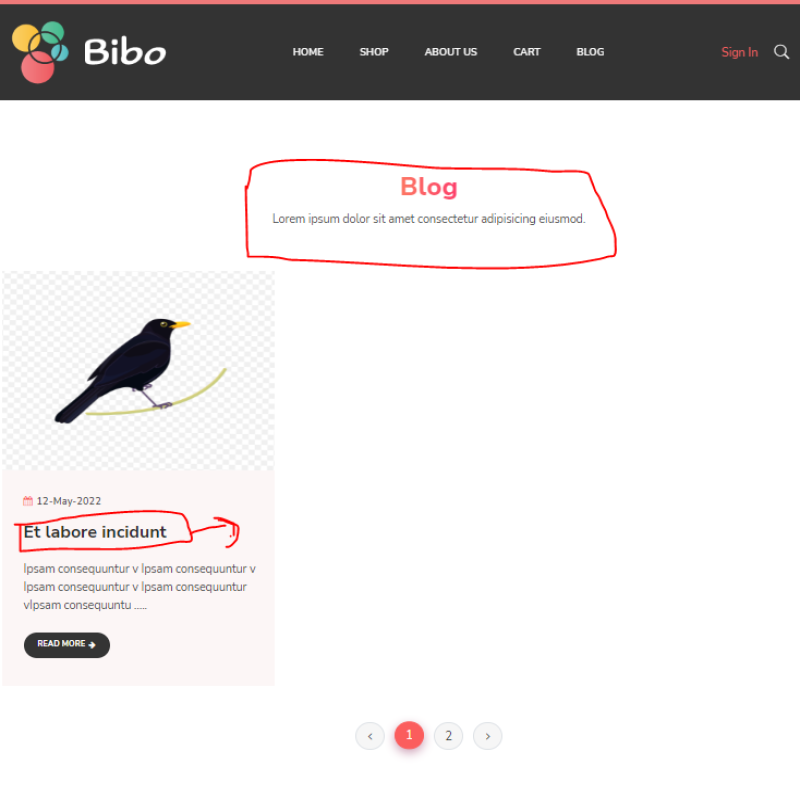 Bibo
HOME SHOP ABOUT US CART BLOG
Sign In
Blog
Lorem ipsum dolor sit amet consectetur adipisicing eiusmod.
12-May-2022
Et labore incidunt
Ipsam consequuntur v Ipsam consequuntur v
Ipsam consequuntur v Ipsam consequuntur
vIpsam consequuntu .....
READ MORE
1 2